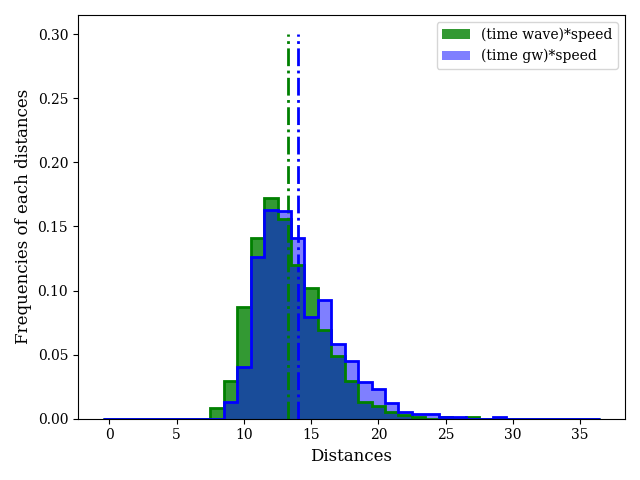 0.30
0.25
0.20
0.15
0.10
0.05
0.00
Frequencies of each distances
(time wave)*speed
(time gw)*speed
0 5 10 15 20 25 30 35
Distances